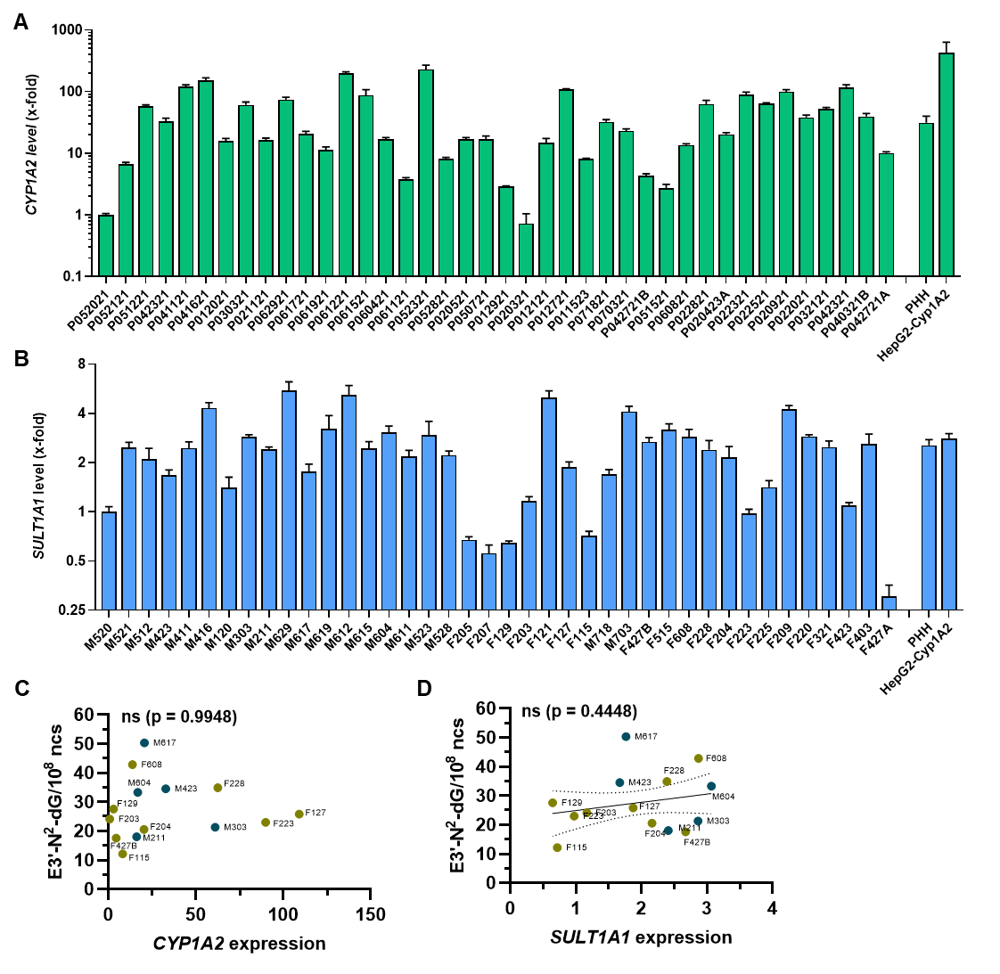 A
CYP1A2 level (x-fold)
1000
100
10
1
0.1
P052021
P052121
P051221
P042321
P041121
P041621
P012021
P030321
P021121
P062921
P061721
P061921
P061221
P061521
P060421
P061121
P052321
P052821
P020521
P050721
P012921
P020321
P012121
P012721
P011523
P071821
P070321
P042721B
P051521
P060821
P022821
P020423A
P022321
P022521
P020921
P022021
P032121
P042321
P040321B
P042721A
PHH
HepG2-Cyp1A2
B
SULT1A1 level (x-fold)
8
4
2
1
0.5
0.25
M520
M521
M512
M423
M411
M416
M120
M303
M211
M629
M617
M619
M612
M615
M604
M611
M523
M528
F205
F207
F129
F203
F121
F127
F115
M718
M703
F427B
F515
F608
F228
F204
F223
F225
F209
F220
F321
F423
F403
F427A
PHH
HepG2-Cyp1A2
C
ns (p = 0.9948)
E3'-N2-dG/108 ncs
60
50
40
30
20
10
0
M617
F608
M604
M423
F228
F129
F203
F127
F223
F204
M303
M211
F427B
F115
0
50
100
150
CYP1A2 expression
D
ns (p = 0.4448)
E3'-N2-dG/108 ncs
60
50
40
30
20
10
0
M617
F608
F228
M423
M604
F129
F127
F203
F223
M303
F204
M211
F427B
F115
0
1
2
3
4
SULT1A1 expression